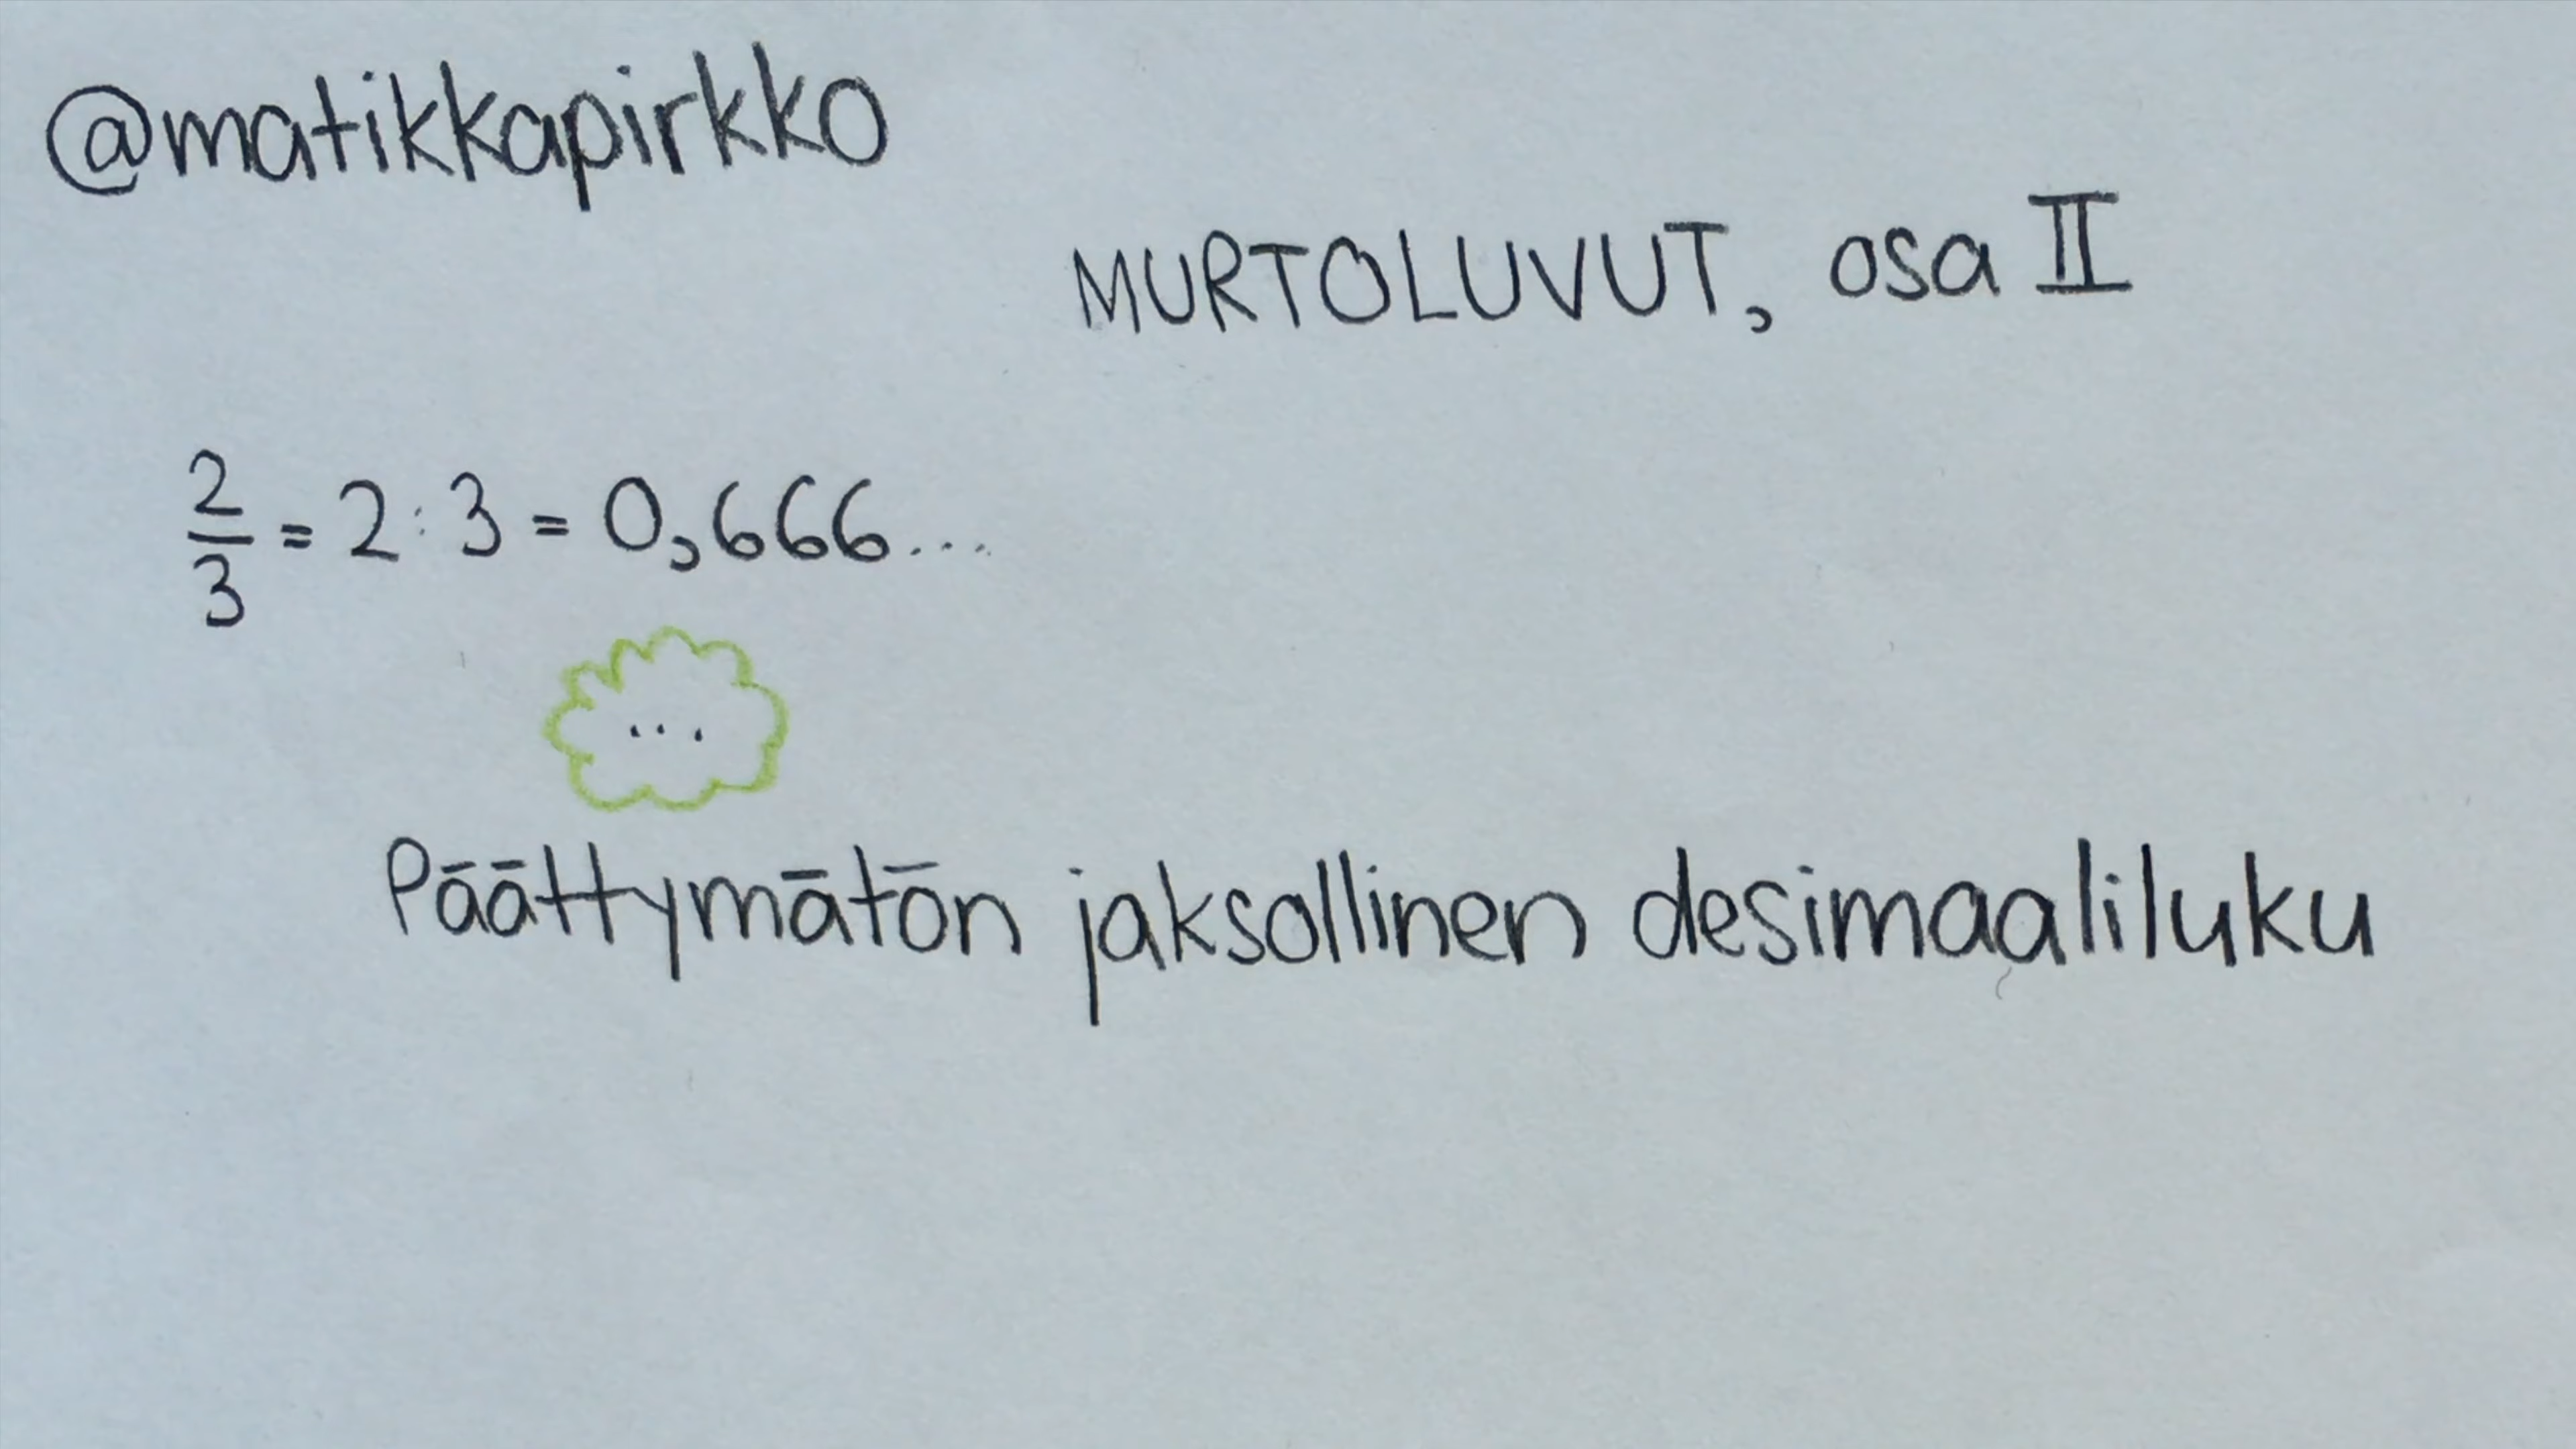 @matikkapirkko
MURTOLUVUT, osa II
2/3 = 2:3 = 0,666...
...
Päättymätön jaksollinen desimaaliluku